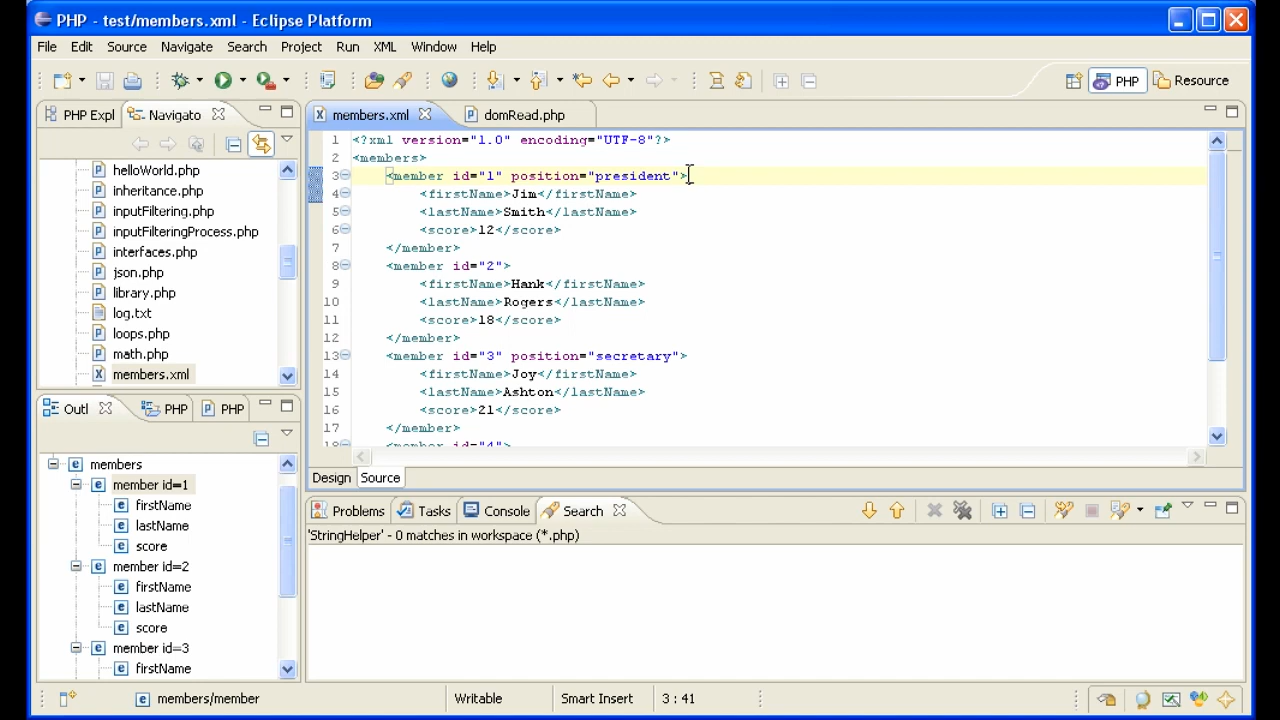 PHP - test/members.xml - Eclipse Platform
File Edit Source Navigate Search Project Run XML Window Help
PHP Resource
PHP Expl Navigato
helloWorld.php
inheritance.php
inputFiltering.php
inputFilteringProcess.php
interfaces.php
json.php
library.php
log.txt
loops.php
math.php
members.xml
members.xml domRead.php
1 <?xml version="1.0" encoding="UTF-8"?>
2 <members>
3 <member id="1" position="president">
4 <firstName>Jim</firstName>
5 <lastName>Smith</lastName>
6 <score>12</score>
7 </member>
8 <member id="2">
9 <firstName>Hank</firstName>
10 <lastName>Rogers</lastName>
11 <score>18</score>
12 </member>
13 <member id="3" position="secretary">
14 <firstName>Joy</firstName>
15 <lastName>Ashton</lastName>
16 <score>21</score>
17 </member>
18 <member id="4">
Design Source
Outl PHP PHP
members
member id=1
firstName
lastName
score
member id=2
firstName
lastName
score
member id=3
firstName
Problems Tasks Console Search
'StringHelper' - 0 matches in workspace (*.php)
members/member Writable Smart Insert 3 : 41